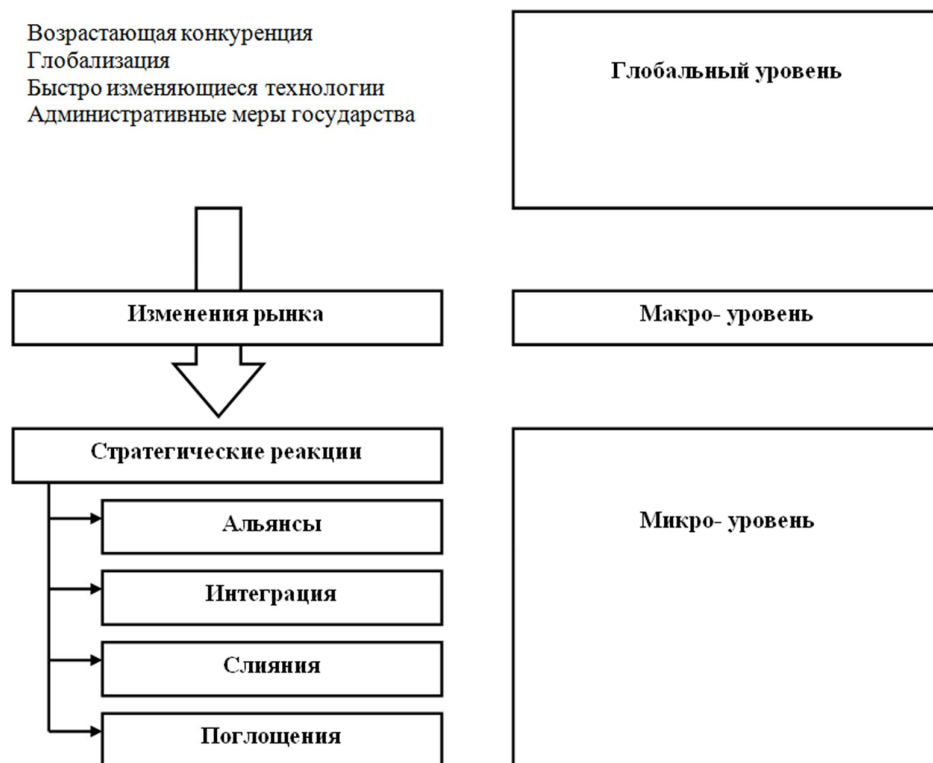 Возрастающая конкуренция
Глобализация
Быстро изменяющиеся технологии
Административные меры государства
Глобальный уровень
Изменения рынка
Макро- уровень
Стратегические реакции
Альянсы
Микро- уровень
Интеграция
Слияния
Поглощения